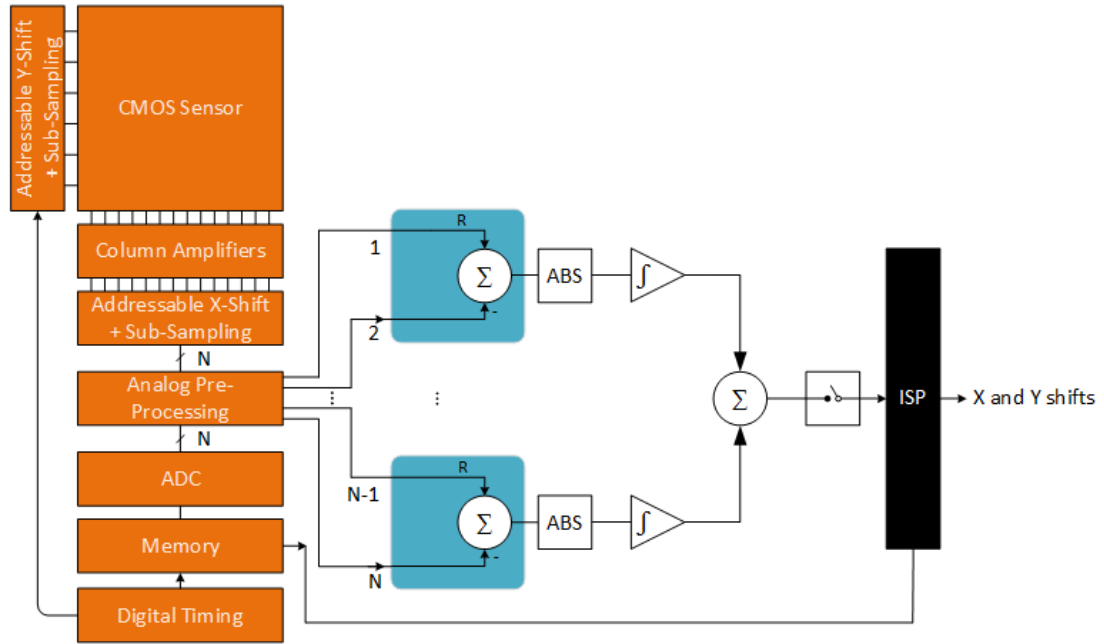 Addressable Y-Shift
+ Sub-Sampling
CMOS Sensor
Column Amplifiers
Addressable X-Shift
+ Sub-Sampling
N
Analog Pre-
Processing
N
ADC
Memory
Digital Timing
1
2
⋮
⋮
N-1
N
R
Σ
-
ABS
∫
R
Σ
-
ABS
∫
Σ
ISP
X and Y shifts